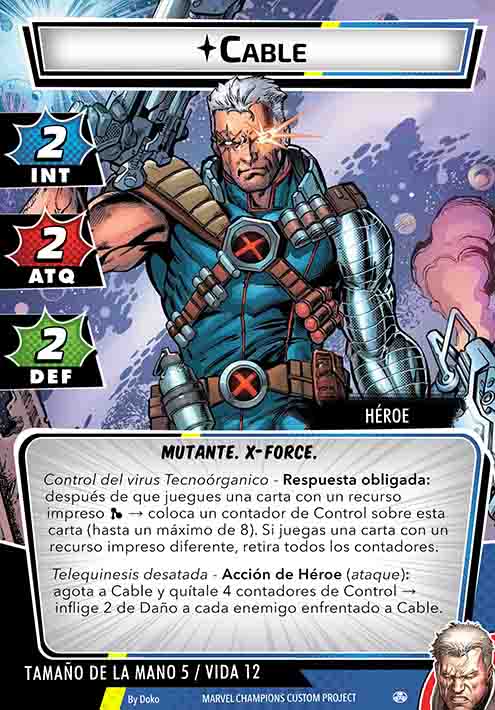 CABLE
2
INT
2
ATQ
2
DEF
HÉROE
MUTANTE. X-FORCE.
Control del virus Tecnoórganico - Respuesta obligada:
después de que juegues una carta con un recurso
impreso → coloca un contador de Control sobre esta
carta (hasta un máximo de 8). Si juegas una carta con un
recurso impreso diferente, retira todos los contadores.
Telequinesis desatada - Acción de Héroe (ataque):
agota a Cable y quítale 4 contadores de Control →
inflige 2 de Daño a cada enemigo enfrentado a Cable.
TAMAÑO DE LA MANO 5 / VIDA 12
By Doko MARVEL CHAMPIONS CUSTOM PROJECT